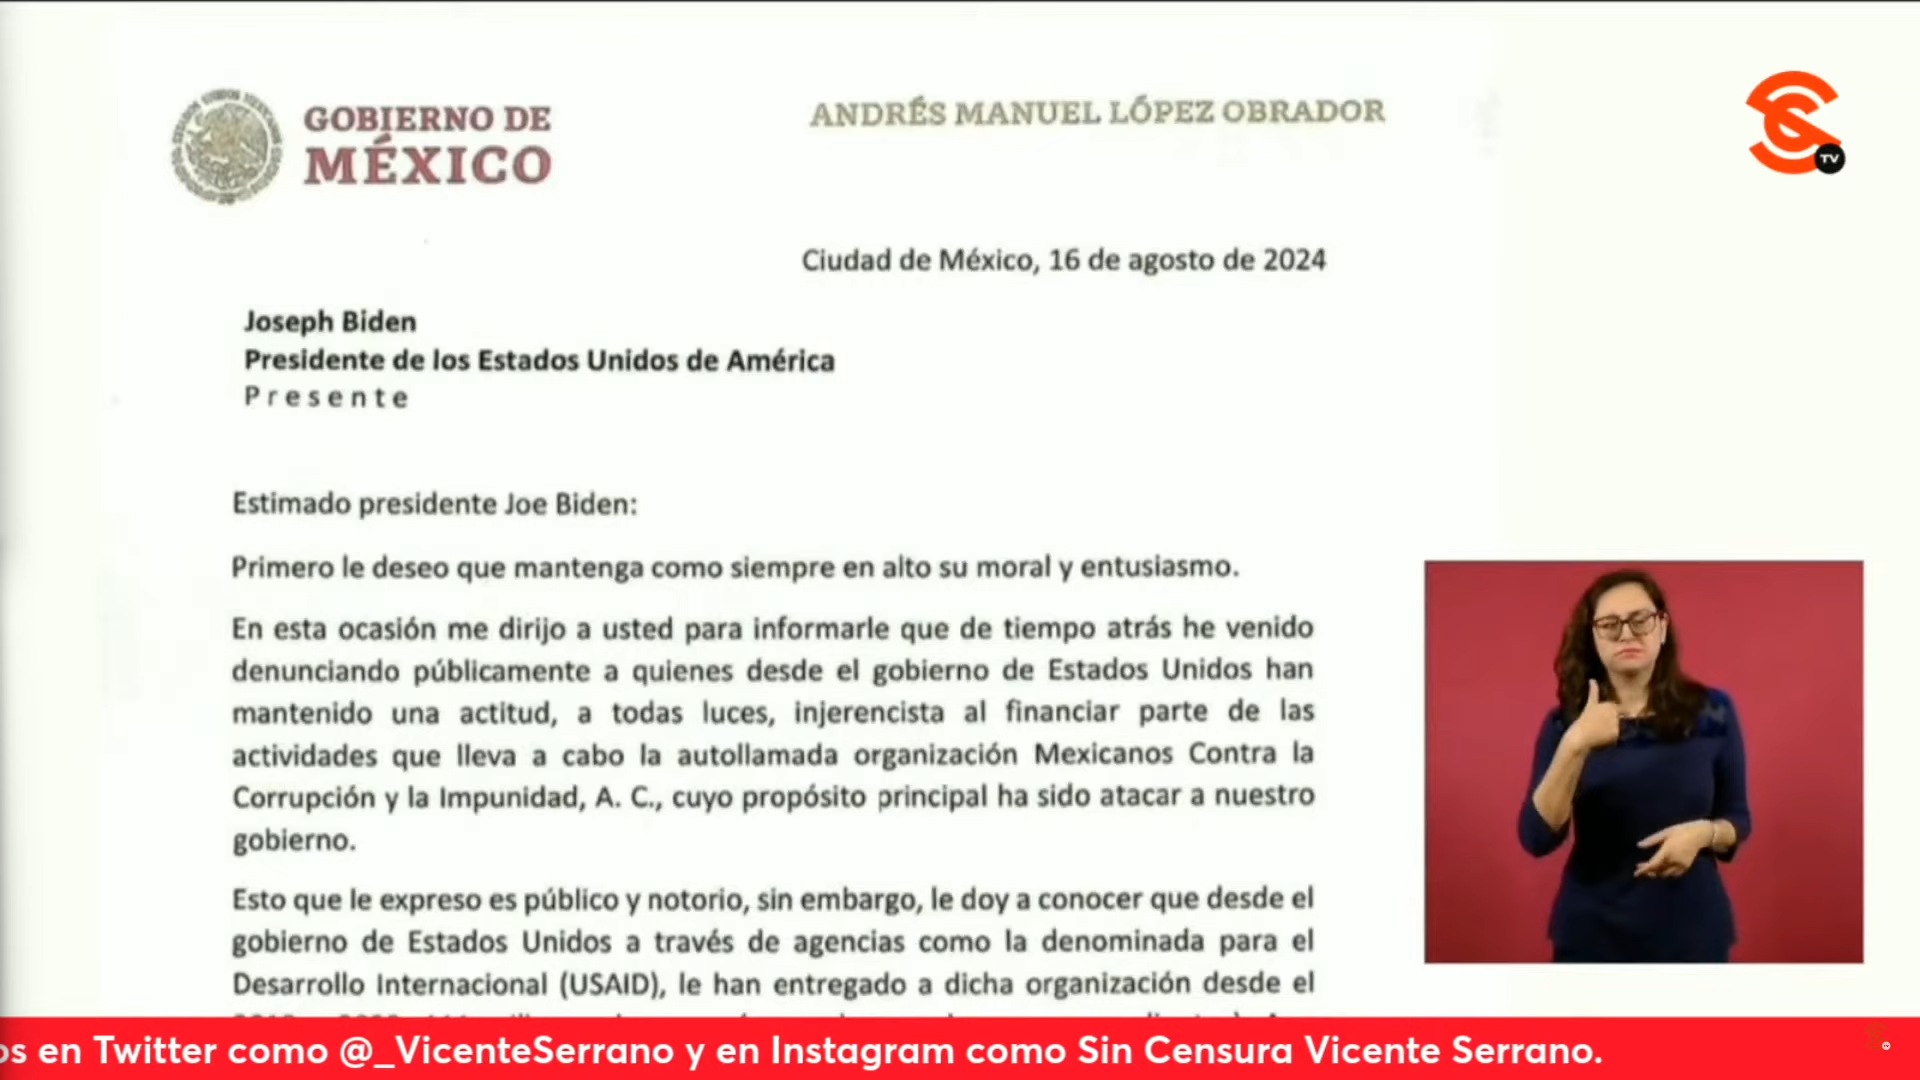 GOBIERNO DE
MÉXICO
ANDRÉS MANUEL LÓPEZ OBRADOR
TV
Ciudad de México, 16 de agosto de 2024
Joseph Biden
Presidente de los Estados Unidos de América
P r e s e n t e
Estimado presidente Joe Biden:
Primero le deseo que mantenga como siempre en alto su moral y entusiasmo.
En esta ocasión me dirijo a usted para informarle que de tiempo atrás he venido
denunciando públicamente a quienes desde el gobierno de Estados Unidos han
mantenido una actitud, a todas luces, injerencista al financiar parte de las
actividades que lleva a cabo la autollamada organización Mexicanos Contra la
Corrupción y la Impunidad, A. C., cuyo propósito principal ha sido atacar a nuestro
gobierno.
Esto que le expreso es público y notorio, sin embargo, le doy a conocer que desde el
gobierno de Estados Unidos a través de agencias como la denominada para el
Desarrollo Internacional (USAID), le han entregado a dicha organización desde el
os en Twitter como @_VicenteSerrano y en Instagram como Sin Censura Vicente Serrano.